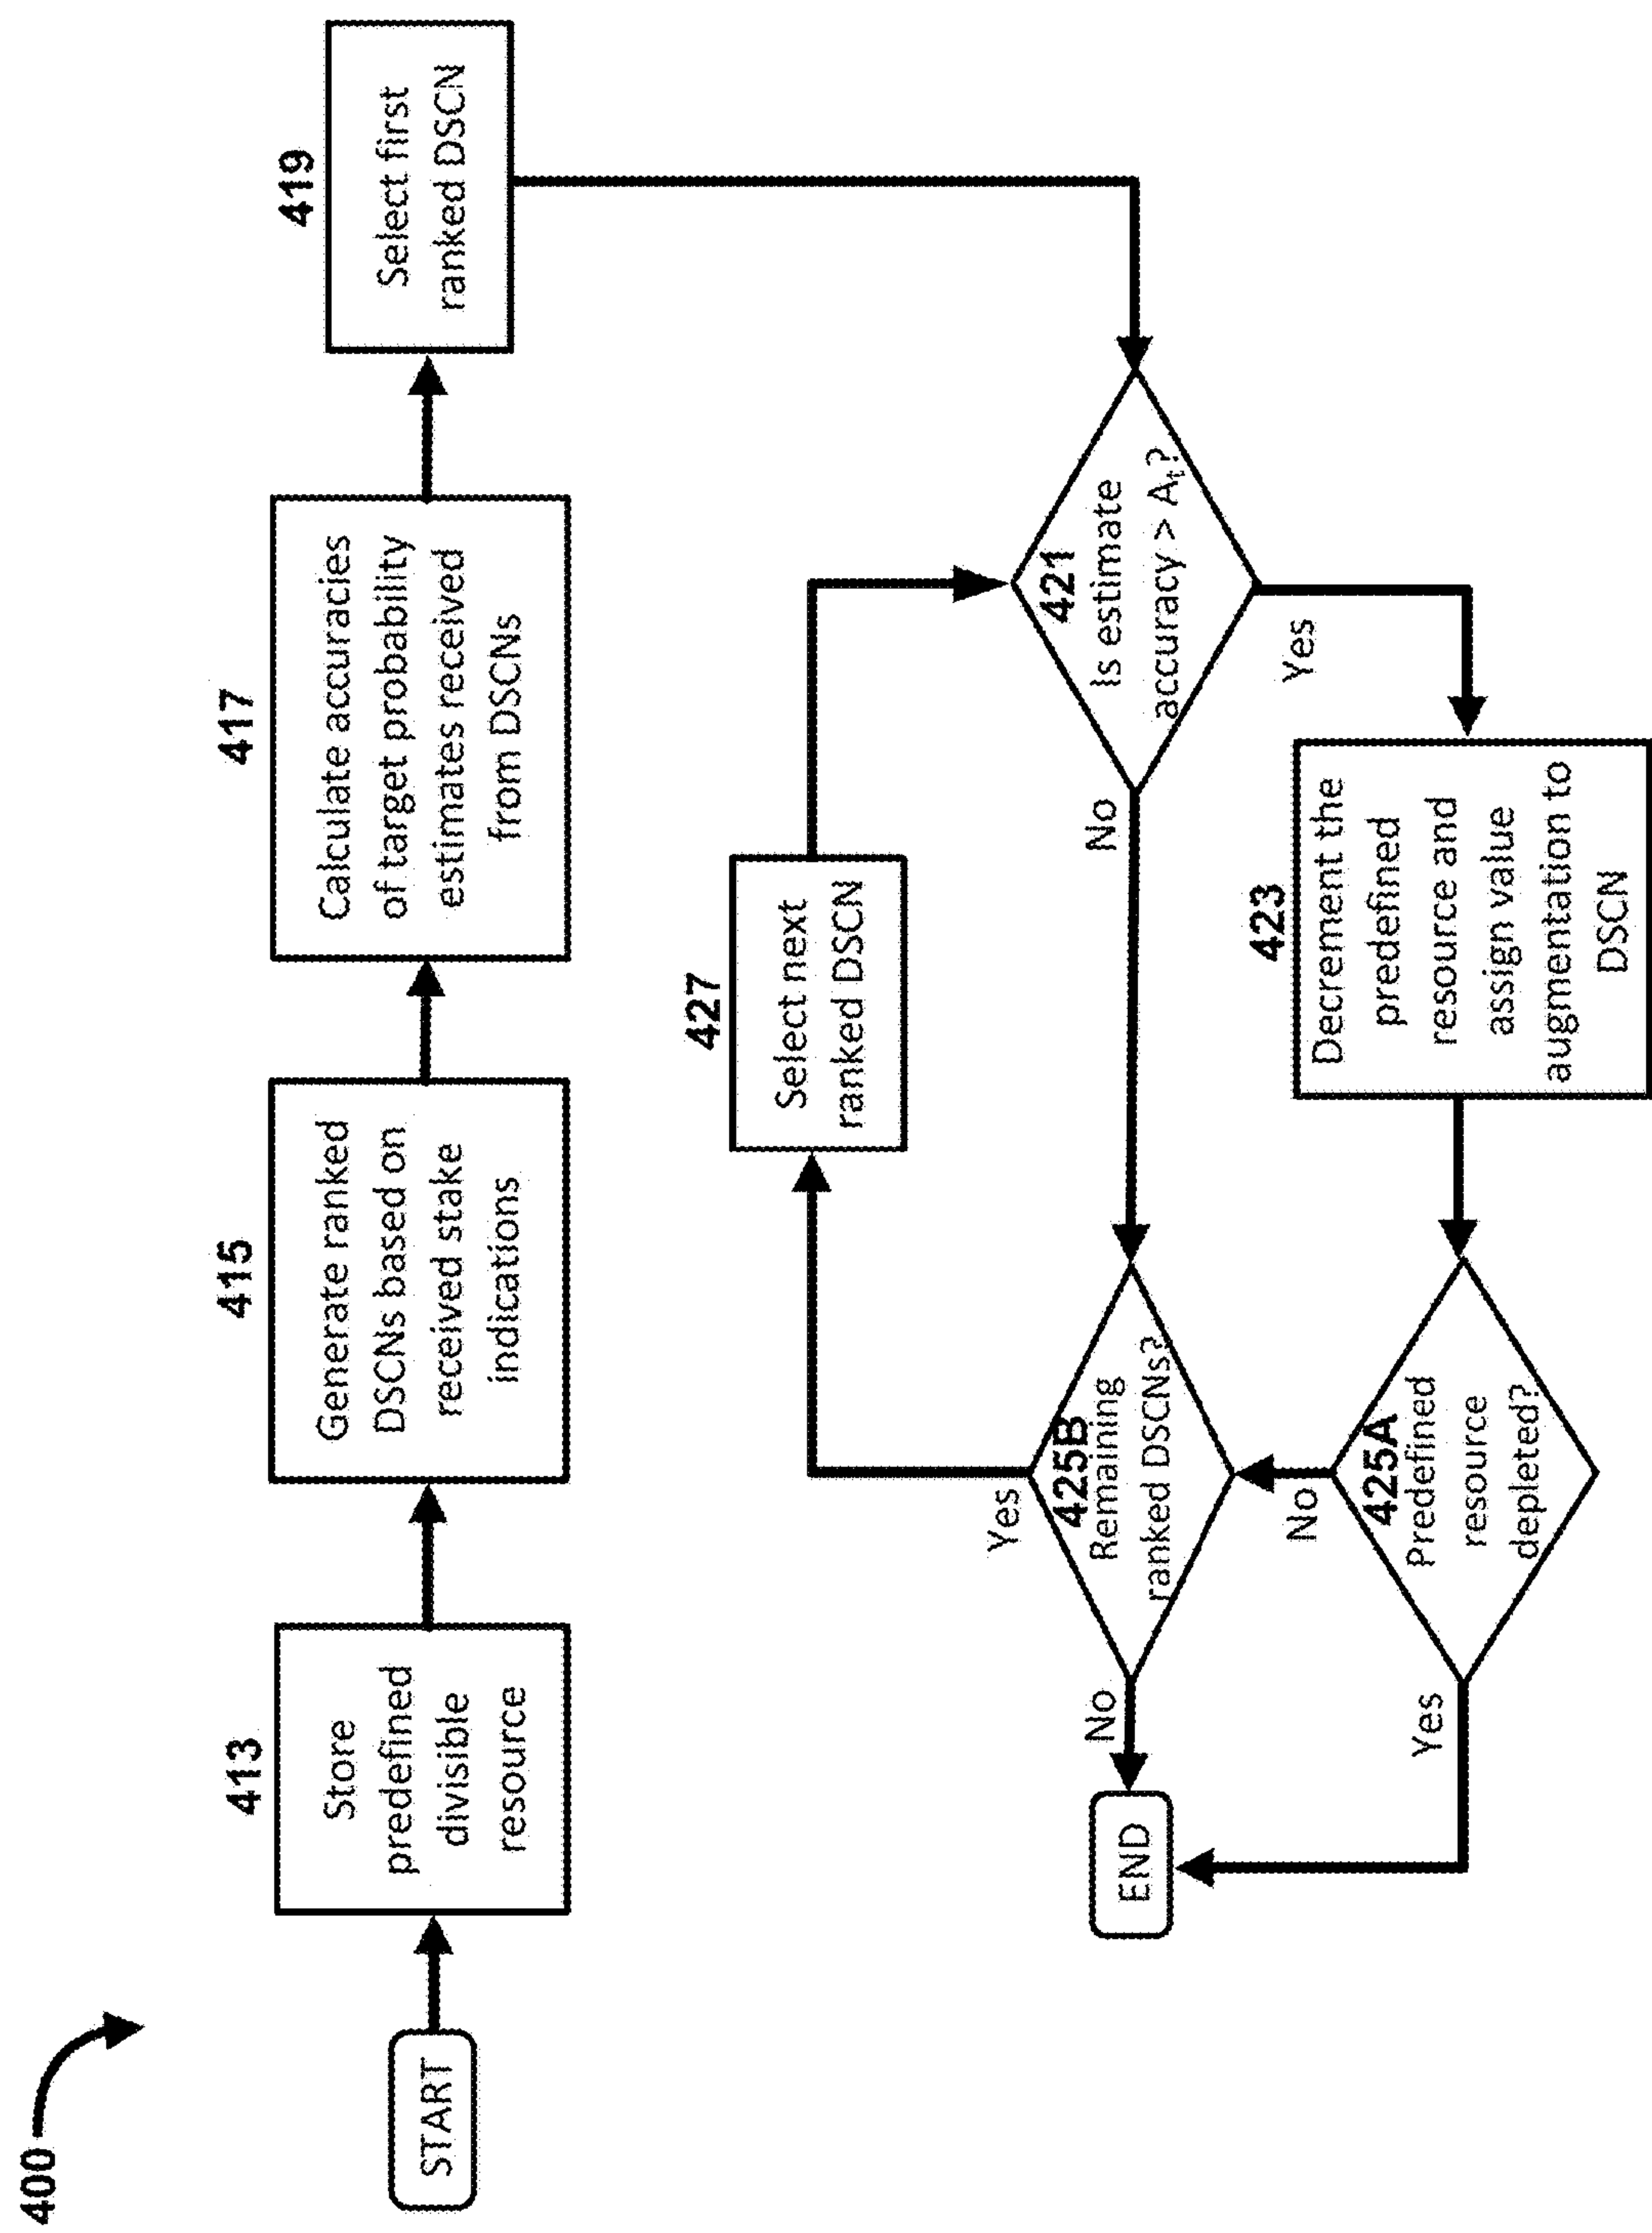 400
START
413
Store
predefined
divisible
resource
415
Generate ranked
DSCNs based on
received stake
indications
417
Calculate accuracies
of target probability
estimates received
from DSCNs
419
Select first
ranked DSCN
427
Select next
ranked DSCN
421
Is estimate
accuracy > At?
No
Yes
423
Decrement the
predefined
resource and
assign value
augmentation to
DSCN
425B
Remaining
ranked DSCNs?
Yes
No
425A
Predefined
resource
depleted?
No
Yes
END